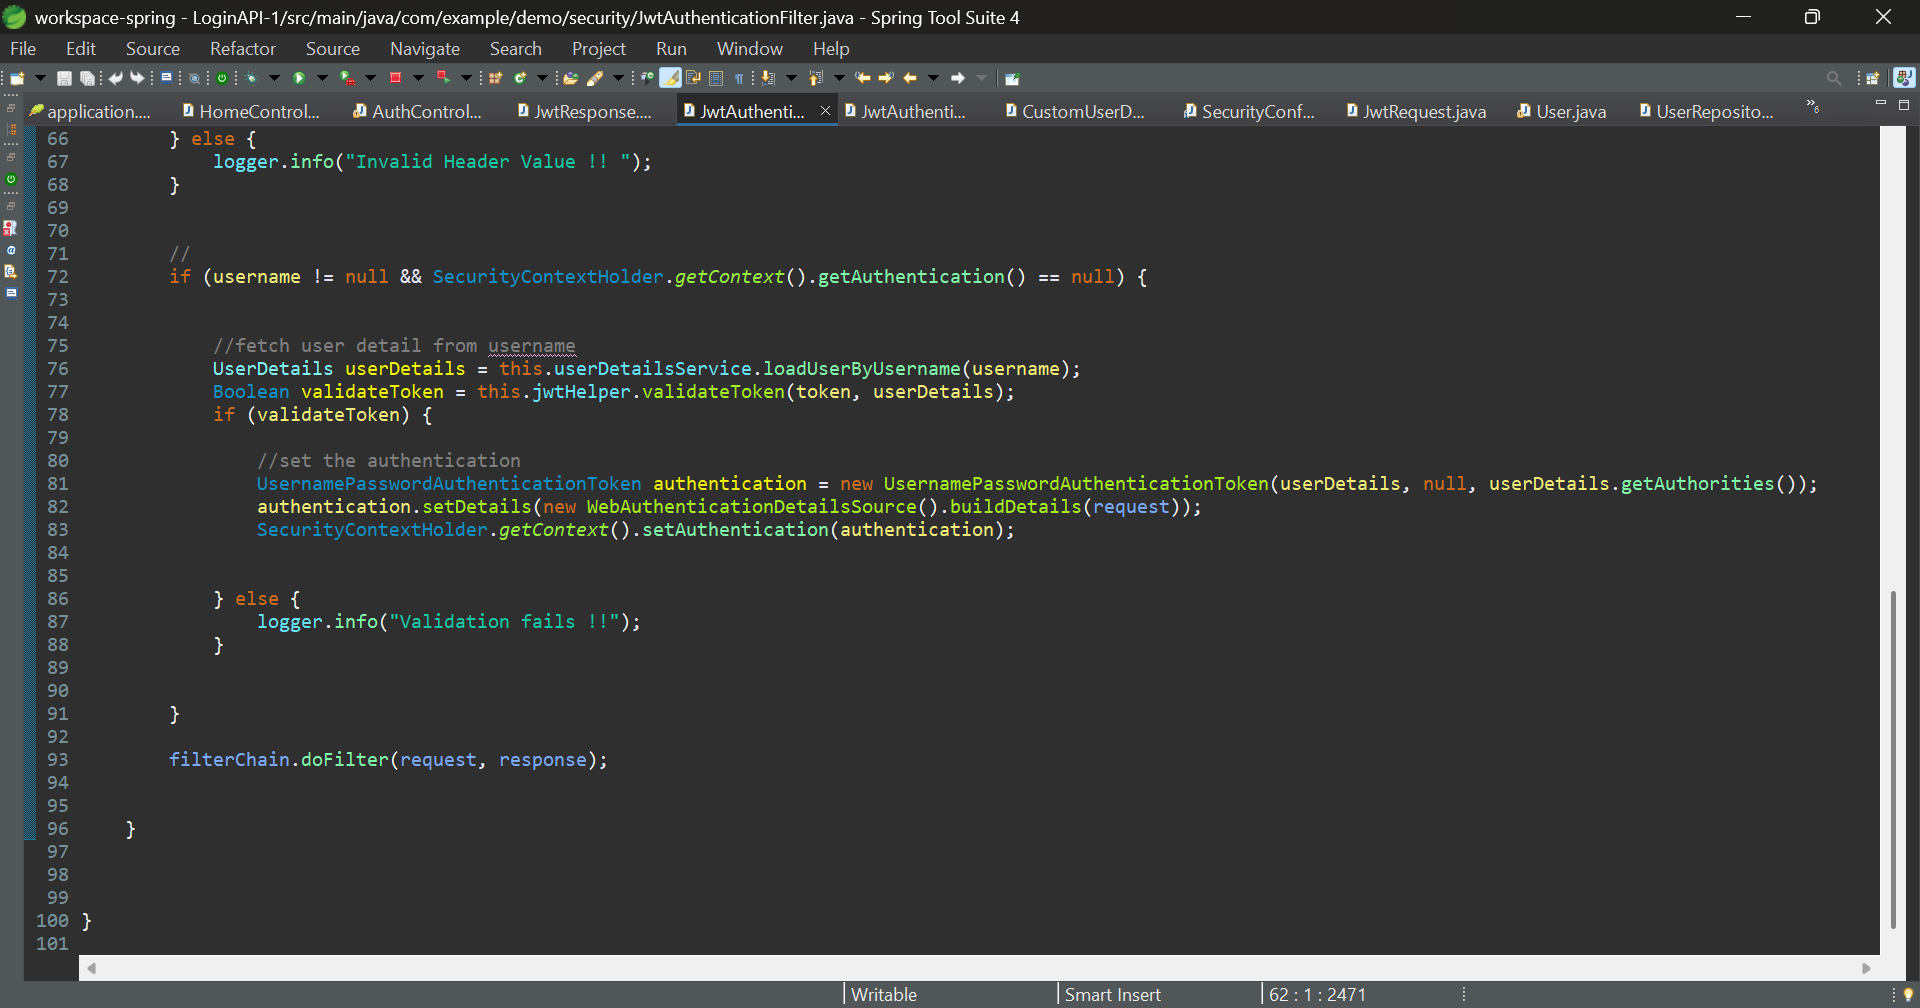 workspace-spring - LoginAPI-1/src/main/java/com/example/demo/security/JwtAuthenticationFilter.java - Spring Tool Suite 4
File Edit Source Refactor Source Navigate Search Project Run Window Help
application.... HomeControl... AuthControl... JwtResponse.... JwtAuthenti... JwtAuthenti... CustomUserD... SecurityConf... JwtRequest.java User.java UserReposito... »6
66 } else {
67 logger.info("Invalid Header Value !! ");
68 }
69
70
71 //
72 if (username != null && SecurityContextHolder.getContext().getAuthentication() == null) {
73
74
75 //fetch user detail from username
76 UserDetails userDetails = this.userDetailsService.loadUserByUsername(username);
77 Boolean validateToken = this.jwtHelper.validateToken(token, userDetails);
78 if (validateToken) {
79
80 //set the authentication
81 UsernamePasswordAuthenticationToken authentication = new UsernamePasswordAuthenticationToken(userDetails, null, userDetails.getAuthorities());
82 authentication.setDetails(new WebAuthenticationDetailsSource().buildDetails(request));
83 SecurityContextHolder.getContext().setAuthentication(authentication);
84
85
86 } else {
87 logger.info("Validation fails !!");
88 }
89
90
91 }
92
93 filterChain.doFilter(request, response);
94
95
96 }
97
98
99
100 }
101
Writable Smart Insert 62 : 1 : 2471